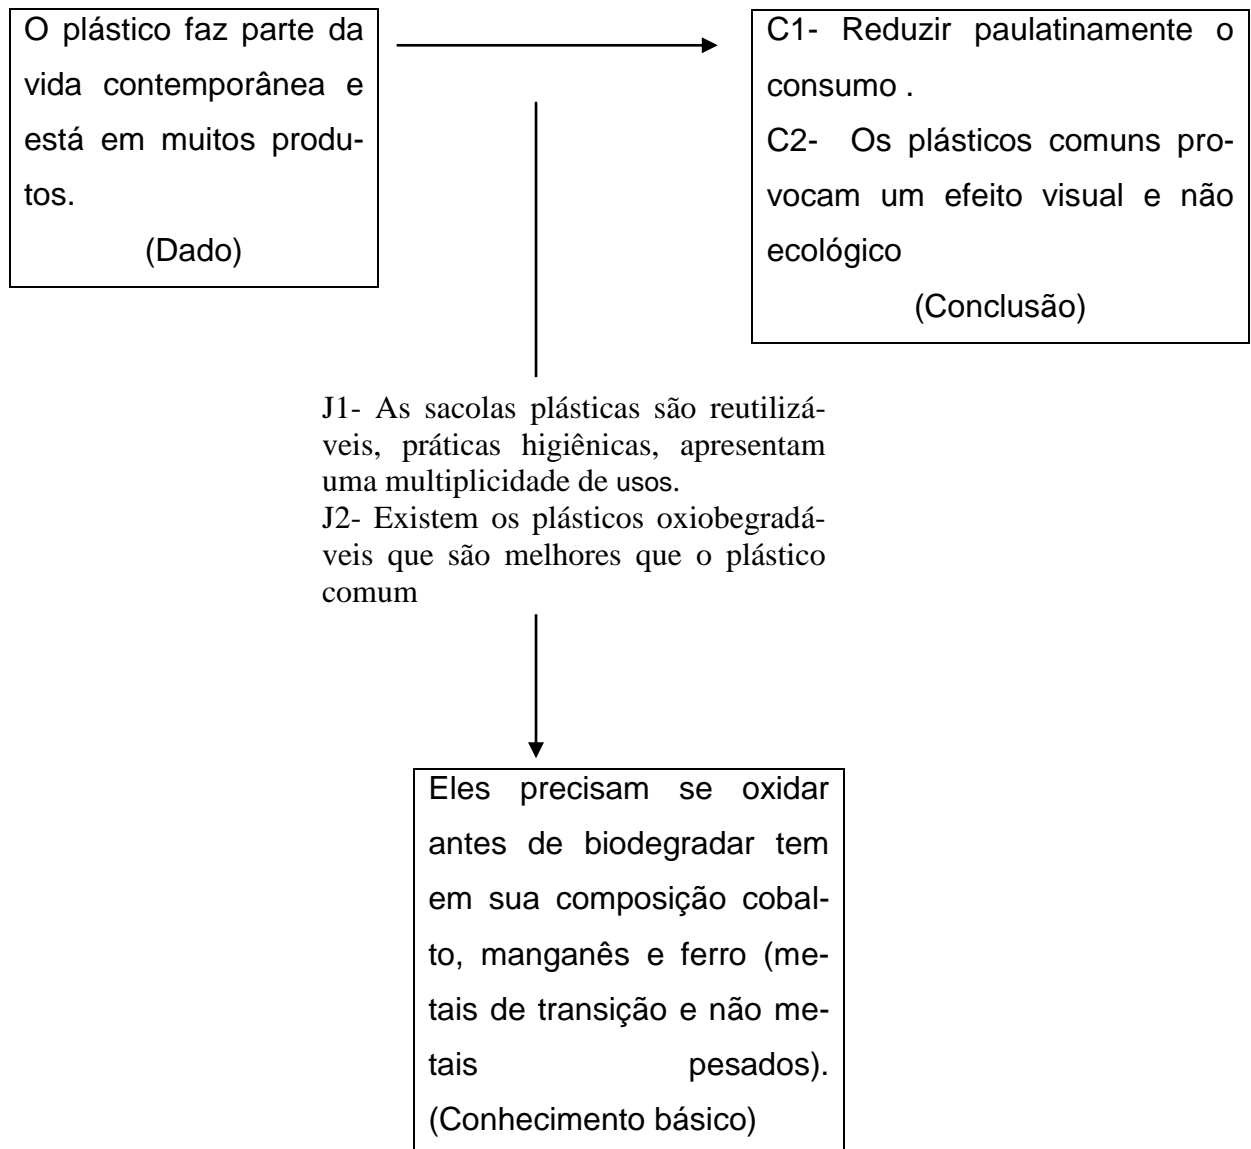 O plástico faz parte da
vida contemporânea e
está em muitos produ-
tos.
(Dado)
C1- Reduzir paulatinamente o
consumo .
C2- Os plásticos comuns pro-
vocam um efeito visual e não
ecológico
(Conclusão)
J1- As sacolas plásticas são reutilizá-
veis, práticas higiênicas, apresentam
uma multiplicidade de usos.
J2- Existem os plásticos oxiobegradá-
veis que são melhores que o plástico
comum
Eles precisam se oxidar
antes de biodegradar tem
em sua composição cobal-
to, manganês e ferro (me-
tais de transição e não me-
tais pesados).
(Conhecimento básico)